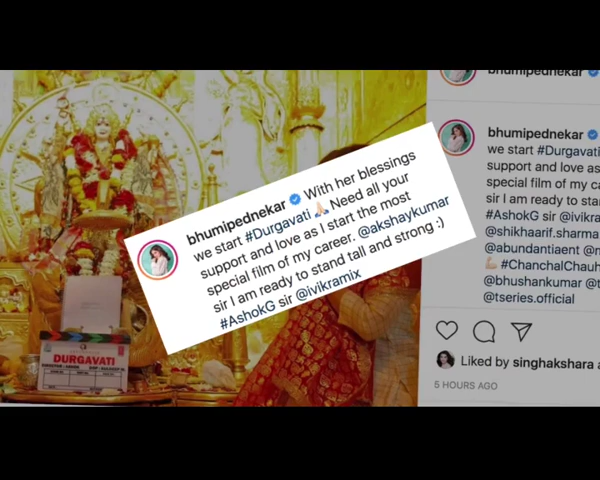 bhumipednekar
bhumipednekar With her blessings
we start #Durgavati 🙏🏻 Need all your
support and love as I start the most
special film of my career. @akshaykumar
sir I am ready to stand tall and strong :)
#AshokG sir @ivikramix
DURGAVATI
bhumipednekar
we start #Durgavati
support and love as
special film of my ca
sir I am ready to sta
#AshokG sir @ivikra
@shikhaarif.sharma
@abundantiaent @m
💪🏻 #ChanchalChauh
@bhushankumar @t
@tseries.official
Liked by singhakshara a
5 HOURS AGO